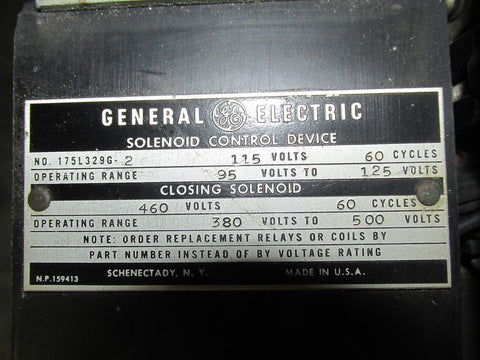 GENERAL GE ELECTRIC
SOLENOID CONTROL DEVICE
NO. 175L329G-2 115 VOLTS 60 CYCLES
OPERATING RANGE 95 VOLTS TO 125 VOLTS
CLOSING SOLENOID
460 VOLTS 60 CYCLES
OPERATING RANGE 380 VOLTS TO 500 VOLTS
NOTE: ORDER REPLACEMENT RELAYS OR COILS BY
PART NUMBER INSTEAD OF BY VOLTAGE RATING
N.P.159413 SCHENECTADY, N. Y. MADE IN U.S.A.